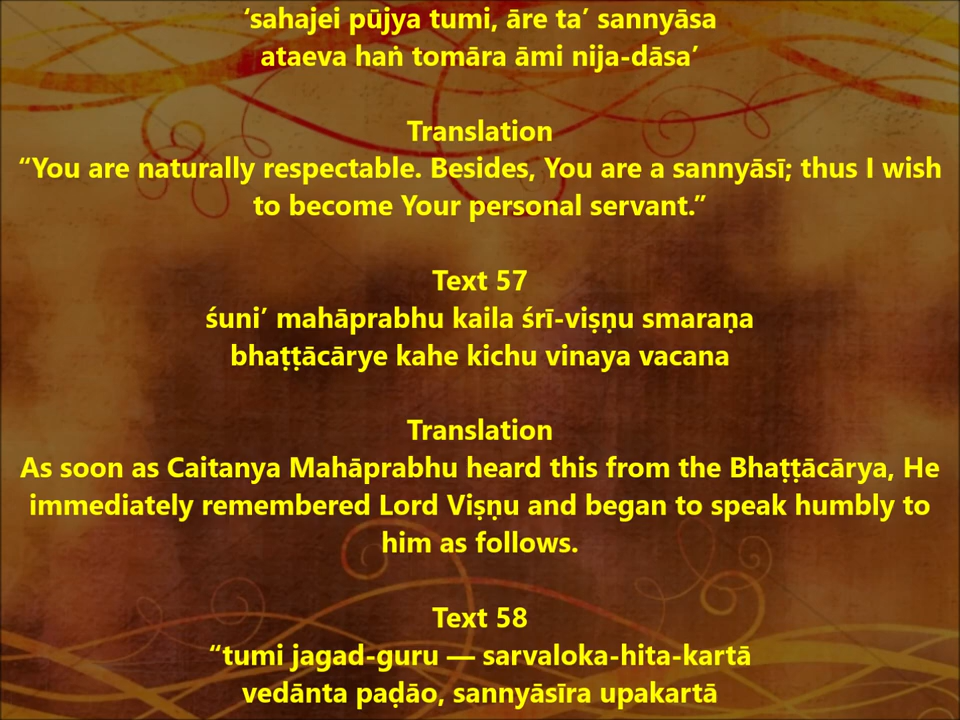 ‘sahajei pūjya tumi, āre ta’ sannyāsa
ataeva haṅ tomāra āmi nija-dāsa’
Translation
“You are naturally respectable. Besides, You are a sannyāsī; thus I wish
to become Your personal servant.”
Text 57
śuni’ mahāprabhu kaila śrī-viṣṇu smaraṇa
bhaṭṭācārye kahe kichu vinaya vacana
Translation
As soon as Caitanya Mahāprabhu heard this from the Bhaṭṭācārya, He
immediately remembered Lord Viṣṇu and began to speak humbly to
him as follows.
Text 58
“tumi jagad-guru — sarvaloka-hita-kartā
vedānta paḍāo, sannyāsīra upakartā